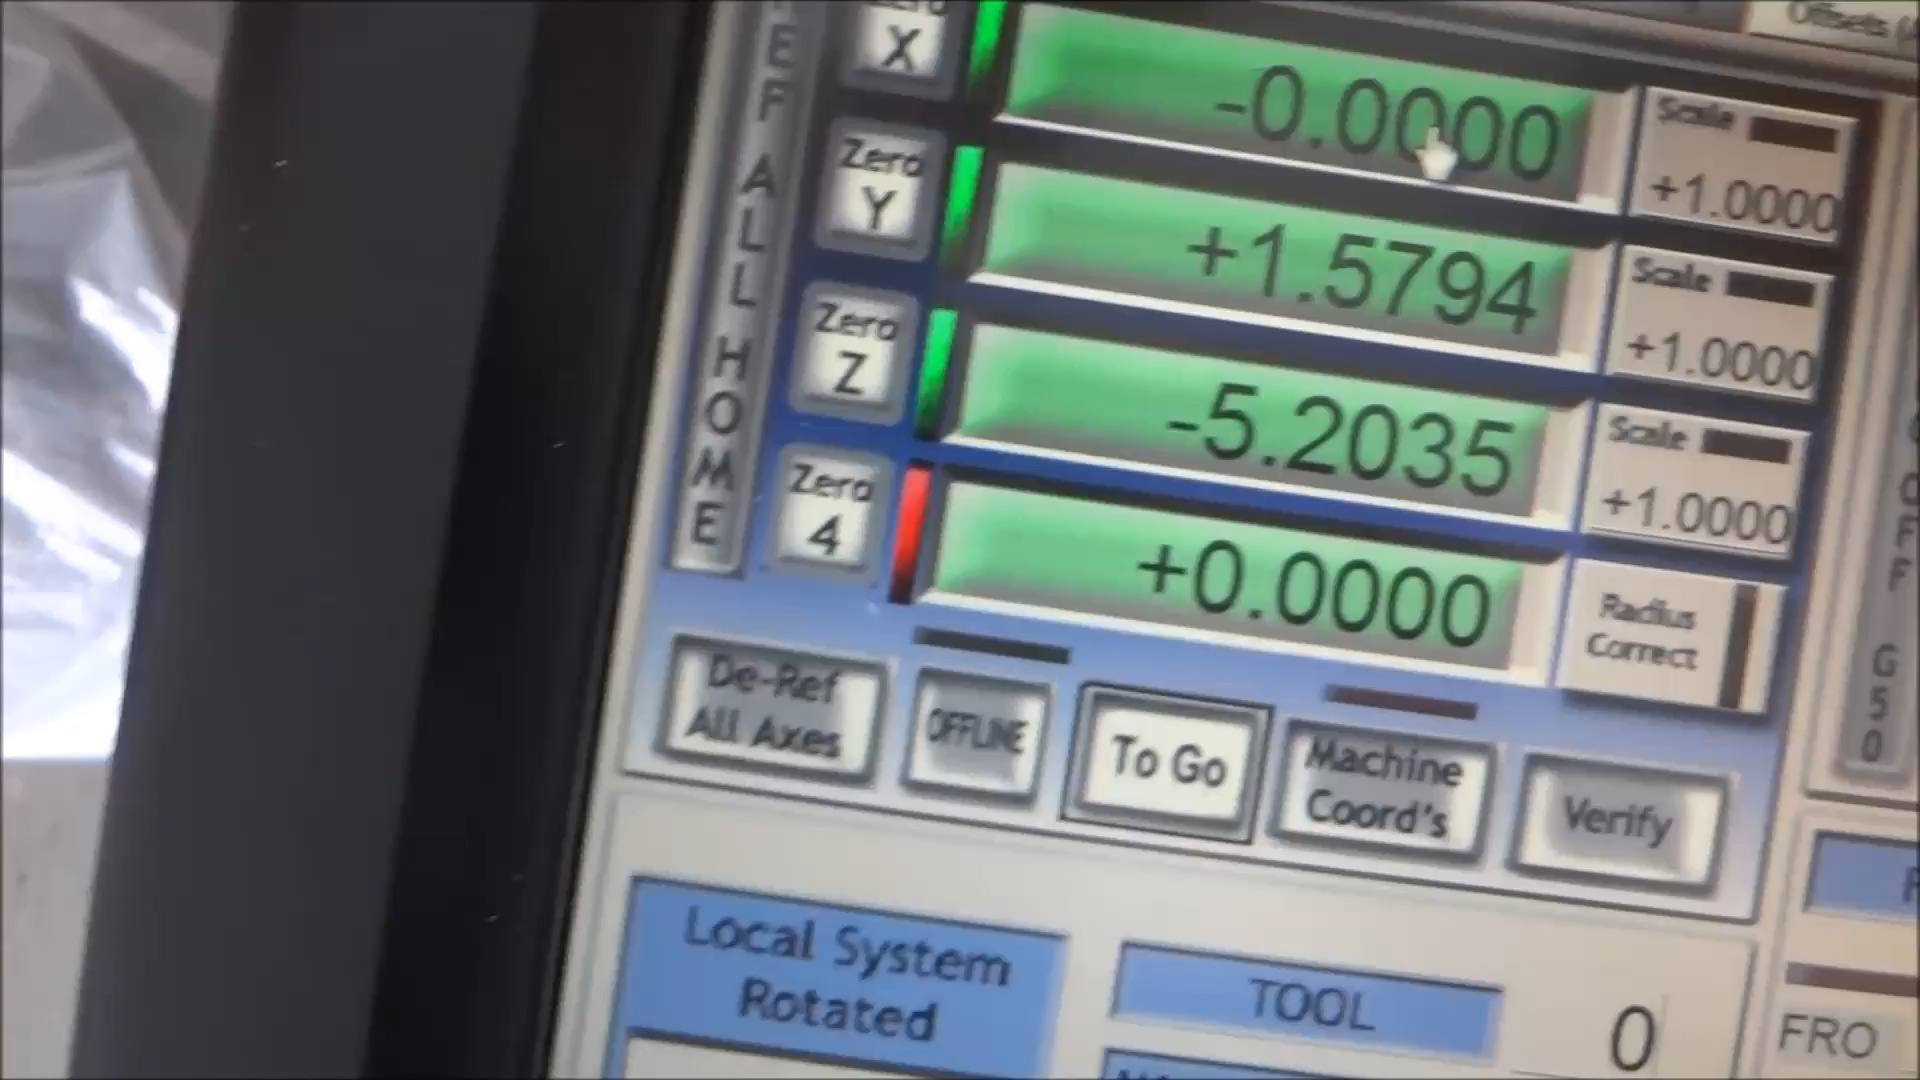 Offsets
REF ALL HOME
Zero
X
-0.0000
Scale
+1.0000
Zero
Y
+1.5794
Scale
+1.0000
Zero
Z
-5.2035
Scale
+1.0000
Zero
4
+0.0000
Radius
Correct
OFF G50
De-Ref
All Axes
OFFLINE
To Go
Machine
Coord's
Verify
Local System
Rotated
TOOL
0
FRO